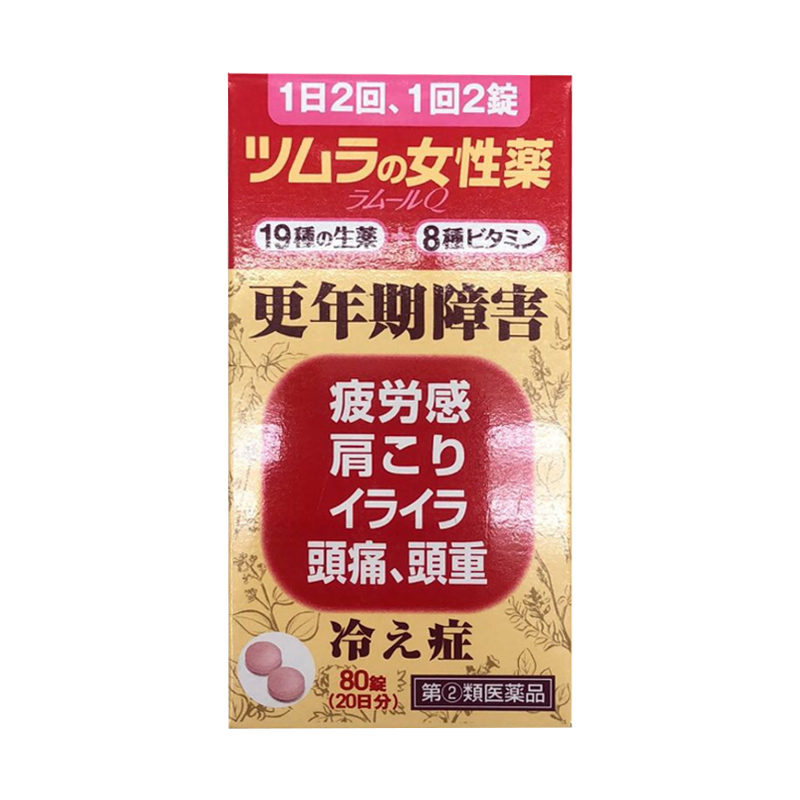 1日2回、1回2錠
ツムラの女性薬
ラムールQ
19種の生薬 + 8種ビタミン
更年期障害
疲労感
肩こり
イライラ
頭痛、頭重
冷え症
80錠
(20日分)
第②類医薬品